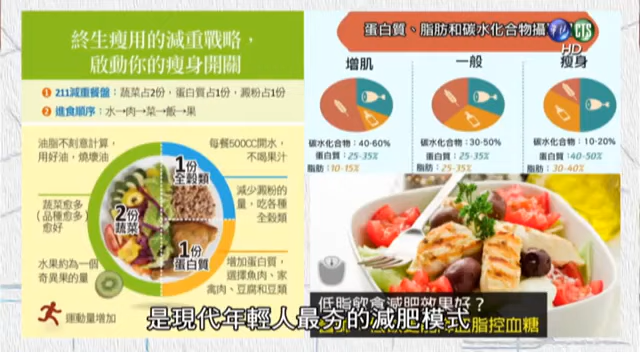 終生瘦用的減重戰略，
啟動你的瘦身開關
1 211減重餐盤：蔬菜占2份，蛋白質占1份，澱粉占1份
2 進食順序：水→肉→菜→飯→果
油脂不刻意計算，
用好油，燒壞油
每餐500CC開水，
不喝果汁
蔬菜愈多
（品種愈多）
愈好
減少澱粉的
量，吃各種
全穀類
水果約為一個
奇異果的量
增加蛋白質，
選擇魚肉、家
禽肉、豆腐和豆類
運動量增加
1份
全穀類
2份
蔬菜
1份
蛋白質
蛋白質、脂肪和碳水化合物攝
CTS
HD
增肌
一般
瘦身
碳水化合物：40-60%
蛋白質：25-35%
脂肪：10-15%
碳水化合物：30-50%
蛋白質：25-35%
脂肪：25-35%
碳水化合物：10-20%
蛋白質：40-50%
脂肪：30-40%
低脂飲食減肥效果好？
脂控血糖
是現代年輕人最夯的減肥模式